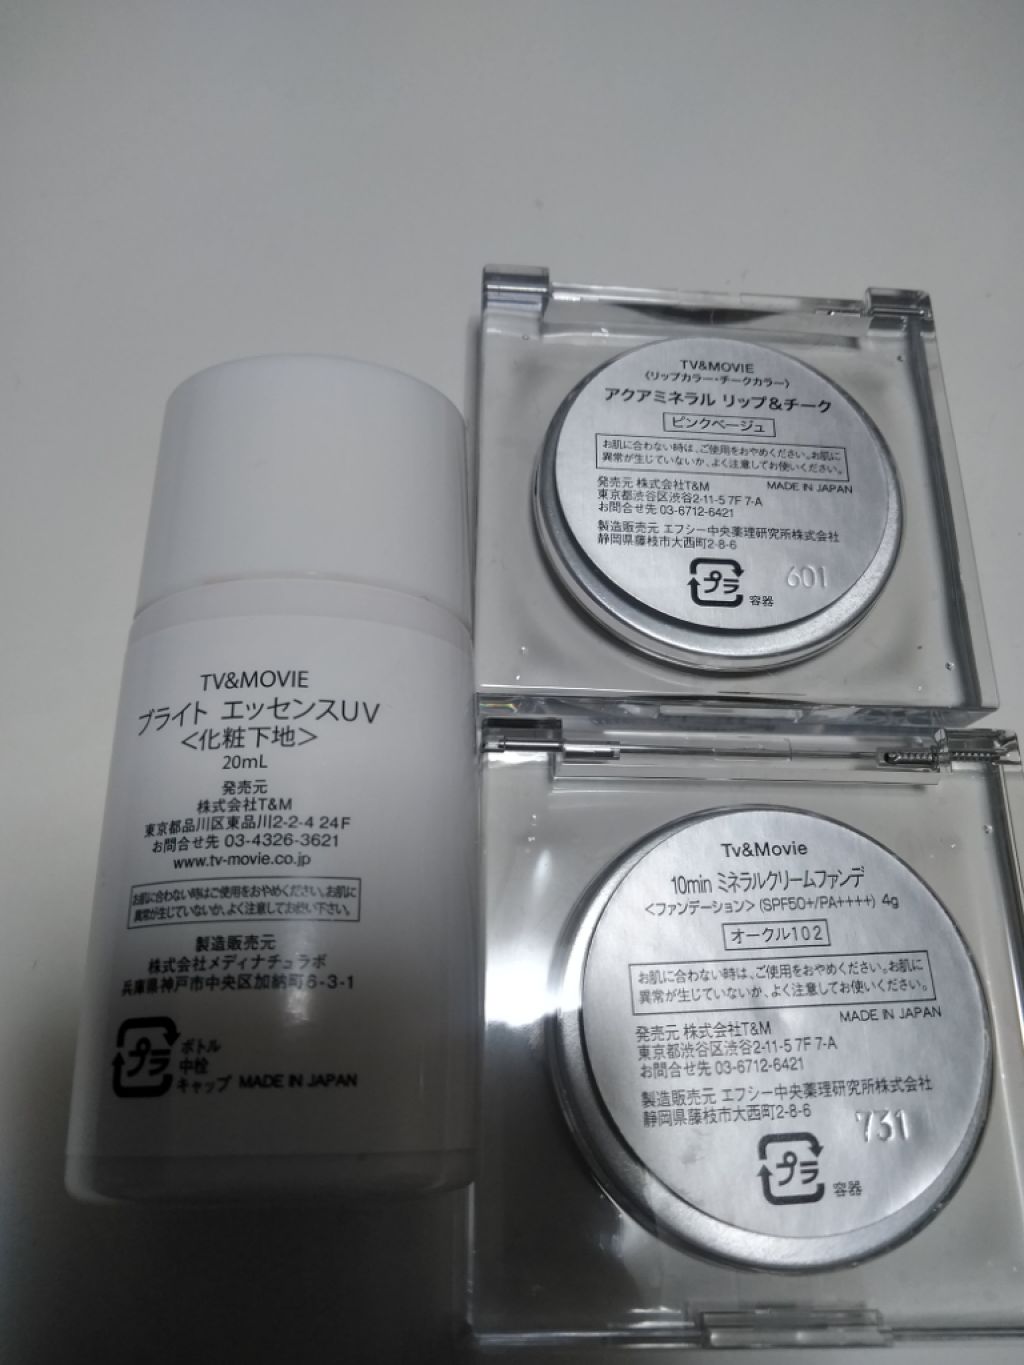 TV&MOVIE
ブライト エッセンスUV
<化粧下地>
20mL
発売元
株式会社T&M
東京都品川区東品川2-2-4 24F
お問合せ先 03-4326-3621
www.tv-movie.co.jp
お肌に合わない時はご使用をおやめください。お肌に
異常が生じていないか、よく注意してお使い下さい。
製造販売元
株式会社メディナチュラボ
兵庫県神戸市中央区加納町6-3-1
プラ
ボトル
中栓
キャップ MADE IN JAPAN
TV&MOVIE
〈リップカラー・チークカラー〉
アクアミネラル リップ&チーク
ピンクベージュ
お肌に合わない時は、ご使用をおやめください。お肌に
異常が生じていないか、よく注意してお使いください。
発売元 株式会社T&M MADE IN JAPAN
東京都渋谷区渋谷2-11-5 7F 7-A
お問合せ先 03-6712-6421
製造販売元 エフシー中央薬理研究所株式会社
静岡県藤枝市大西町2-8-6
プラ 容器 601
Tv&Movie
10min ミネラルクリームファンデ
<ファンデーション> (SPF50+/PA++++) 4g
オークル102
お肌に合わない時は、ご使用をおやめください。お肌に
異常が生じていないか、よく注意してお使いください。
MADE IN JAPAN
発売元 株式会社T&M
東京都渋谷区渋谷2-11-5 7F 7-A
お問合せ先 03-6712-6421
製造販売元 エフシー中央薬理研究所株式会社
静岡県藤枝市大西町2-8-6
731
プラ 容器